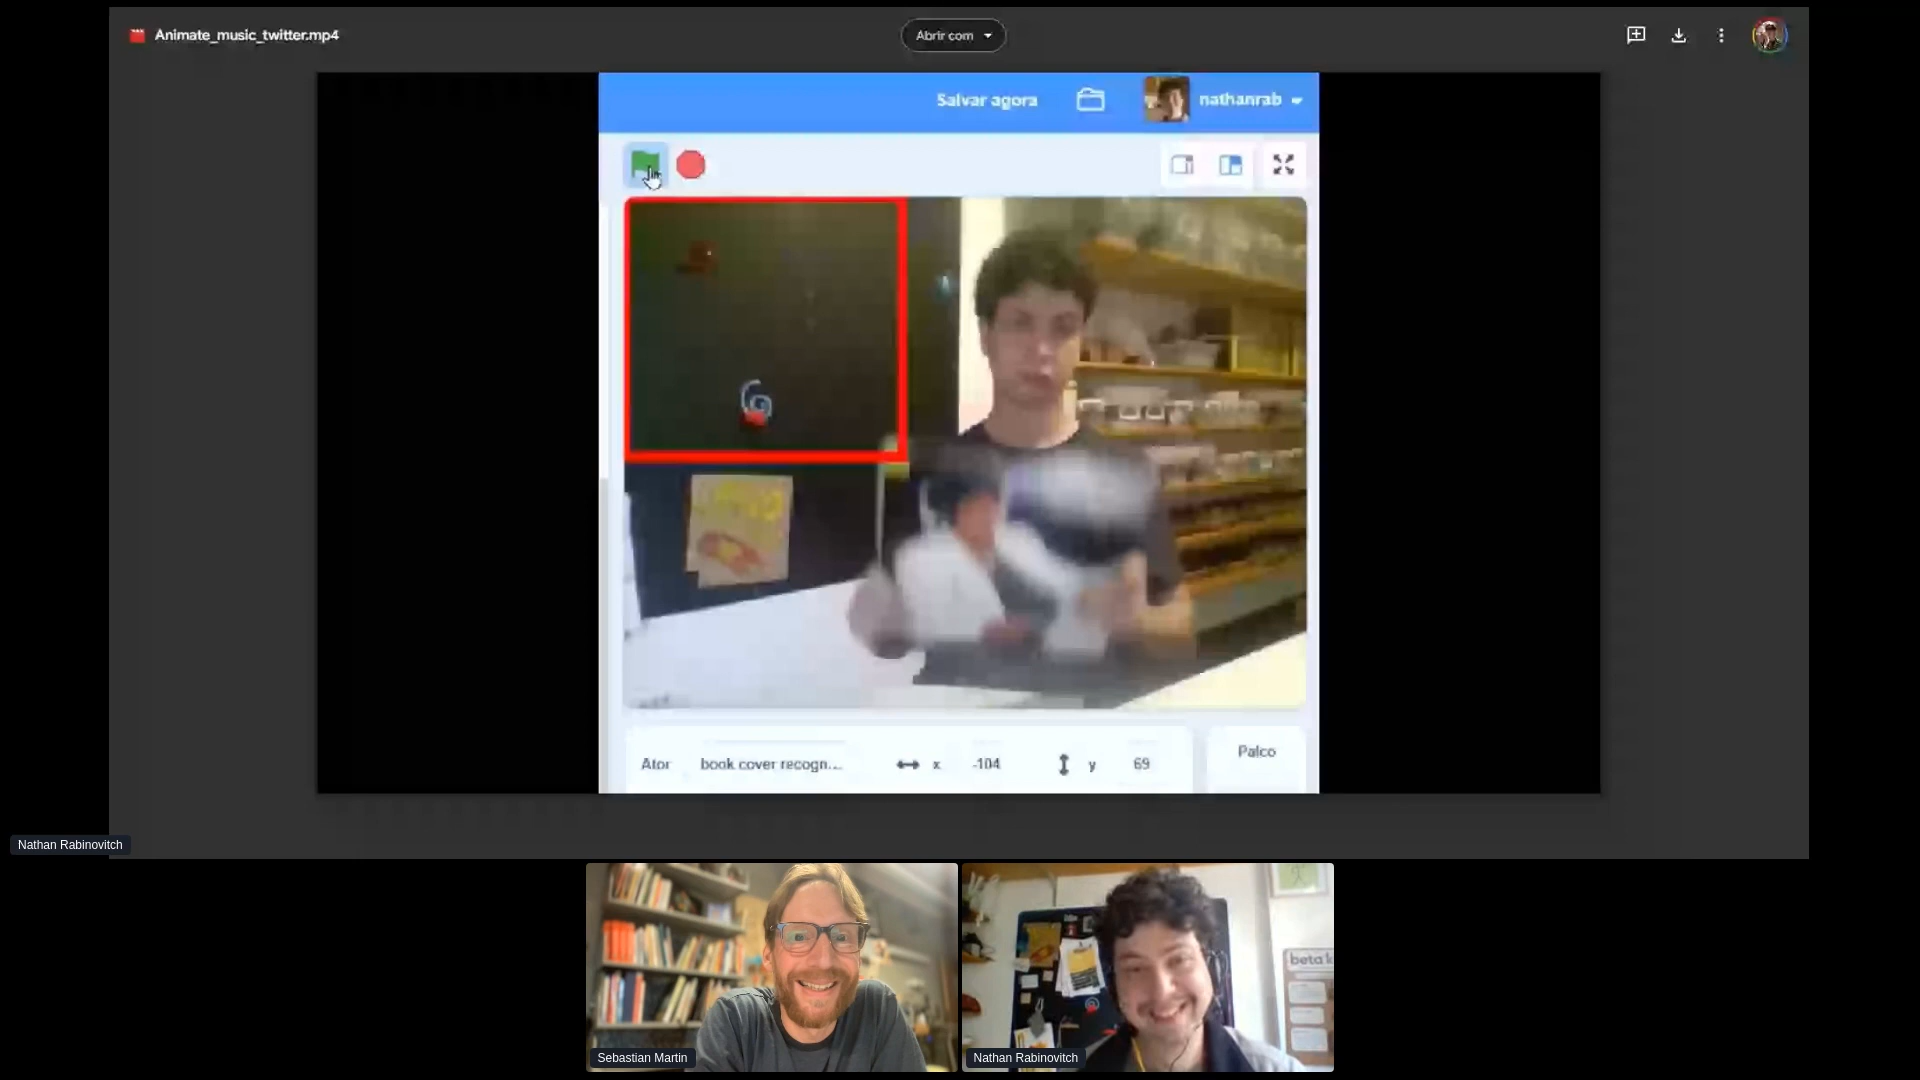 Animate_music_twitter.mp4
Abrir com
Salvar agora
nathanrab
Ator
book cover recogn...
x
-104
y
69
Palco
Nathan Rabinovitch
Sebastian Martin
Nathan Rabinovitch